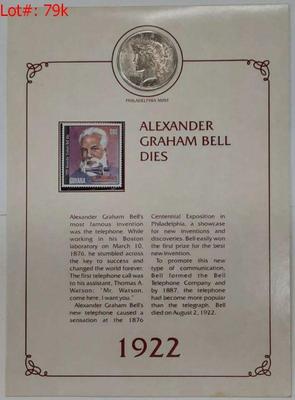 Lot#: 79k
PHILADELPHIA MINT
GUYANA
ALEXANDER
GRAHAM BELL
DIES
Alexander Graham Bell's
most famous invention
was the telephone. While
working in his Boston
laboratory on March 10,
1876, he stumbled across
the key to success and
changed the world forever.
The first telephone call was
to his assistant, Thomas A.
Watson: "Mr. Watson,
come here, I want you."
Alexander Graham Bell's
new telephone caused a
sensation at the 1876
Centennial Exposition in
Philadelphia, a showcase
for new inventions and
discoveries. Bell easily won
the first prize for the best
new invention.
To promote this new
type of communication,
Bell formed the Bell
Telephone Company and
by 1887, the telephone
had become more popular
than the telegraph. Bell
died on August 2, 1922.
1922